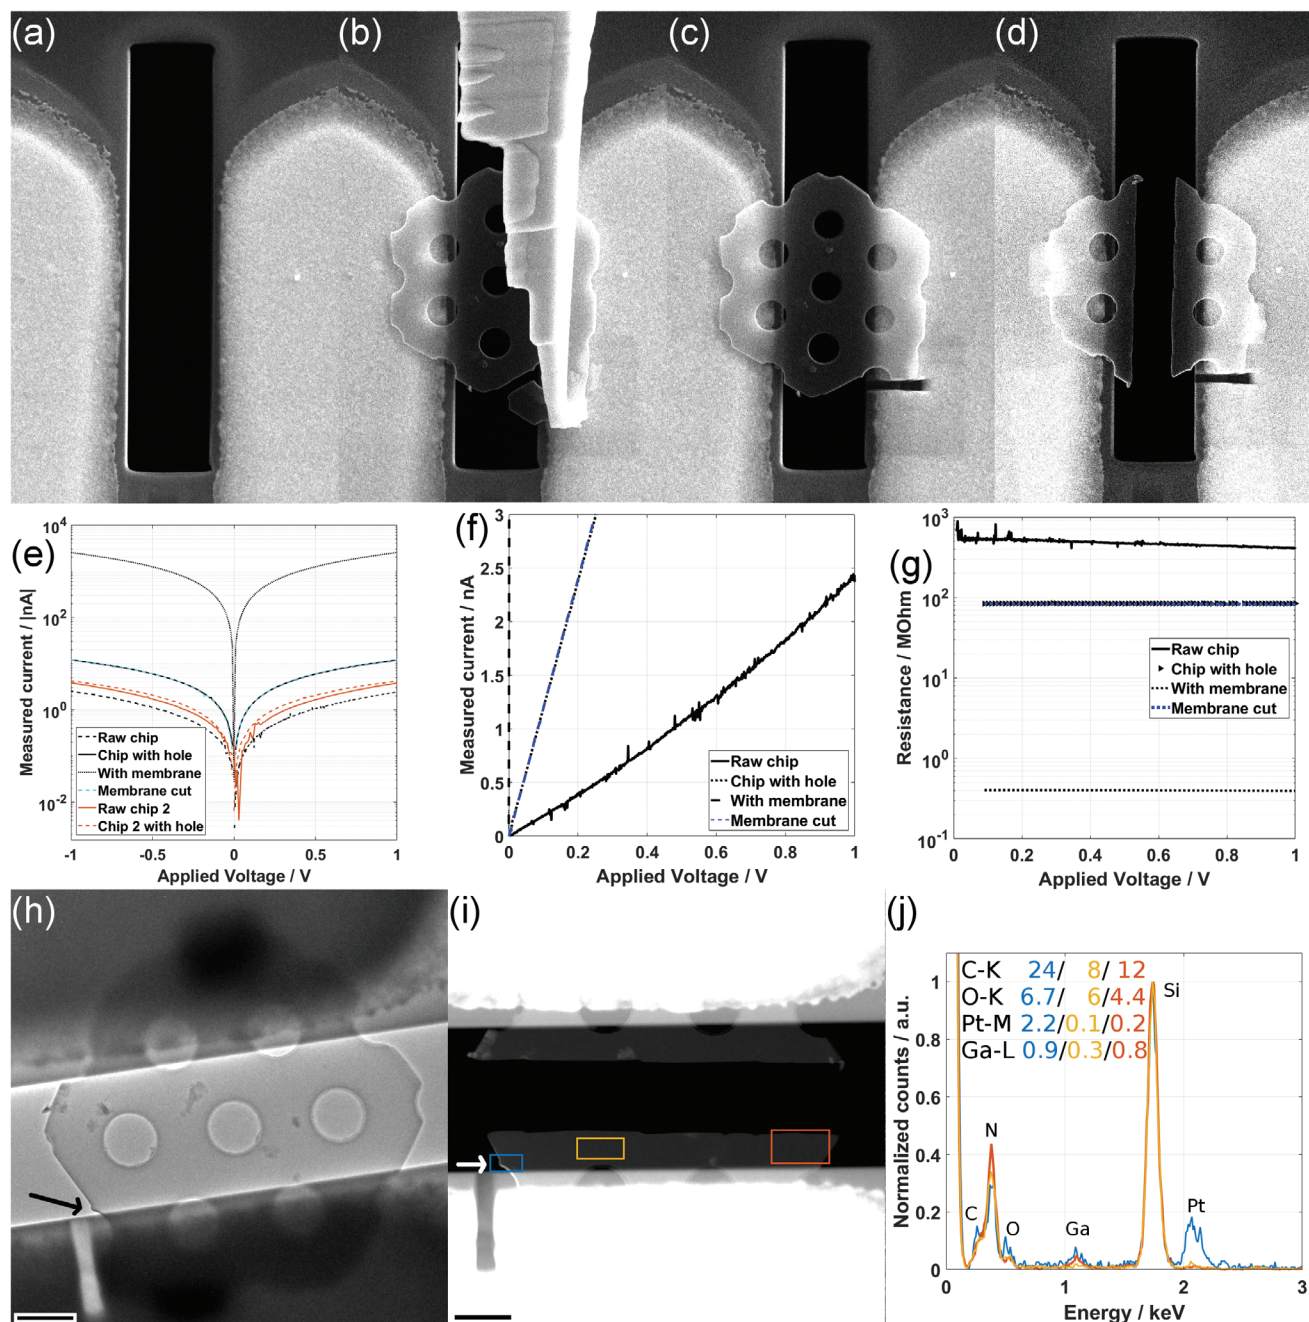 (a) (b) (c) (d)
(e)
Measured current / |nA|
10^4
10^2
10^0
10^-2
Raw chip
Chip with hole
With membrane
Membrane cut
Raw chip 2
Chip 2 with hole
-1 -0.5 0 0.5 1
Applied Voltage / V
(f)
Measured current / nA
3
2.5
2
1.5
1
0.5
0
Raw chip
Chip with hole
With membrane
Membrane cut
0 0.2 0.4 0.6 0.8 1
Applied Voltage / V
(g)
Resistance / MOhm
10^3
10^2
10^1
10^0
10^-1
Raw chip
Chip with hole
With membrane
Membrane cut
0 0.2 0.4 0.6 0.8 1
Applied Voltage / V
(h) (i) (j)
Normalized counts / a.u.
1
0.8
0.6
0.4
0.2
0
C-K 24/ 8/ 12
O-K 6.7/ 6/4.4
Pt-M 2.2/0.1/0.2
Ga-L 0.9/0.3/0.8
Si
N
C
O
Ga
Pt
0 1 2 3
Energy / keV